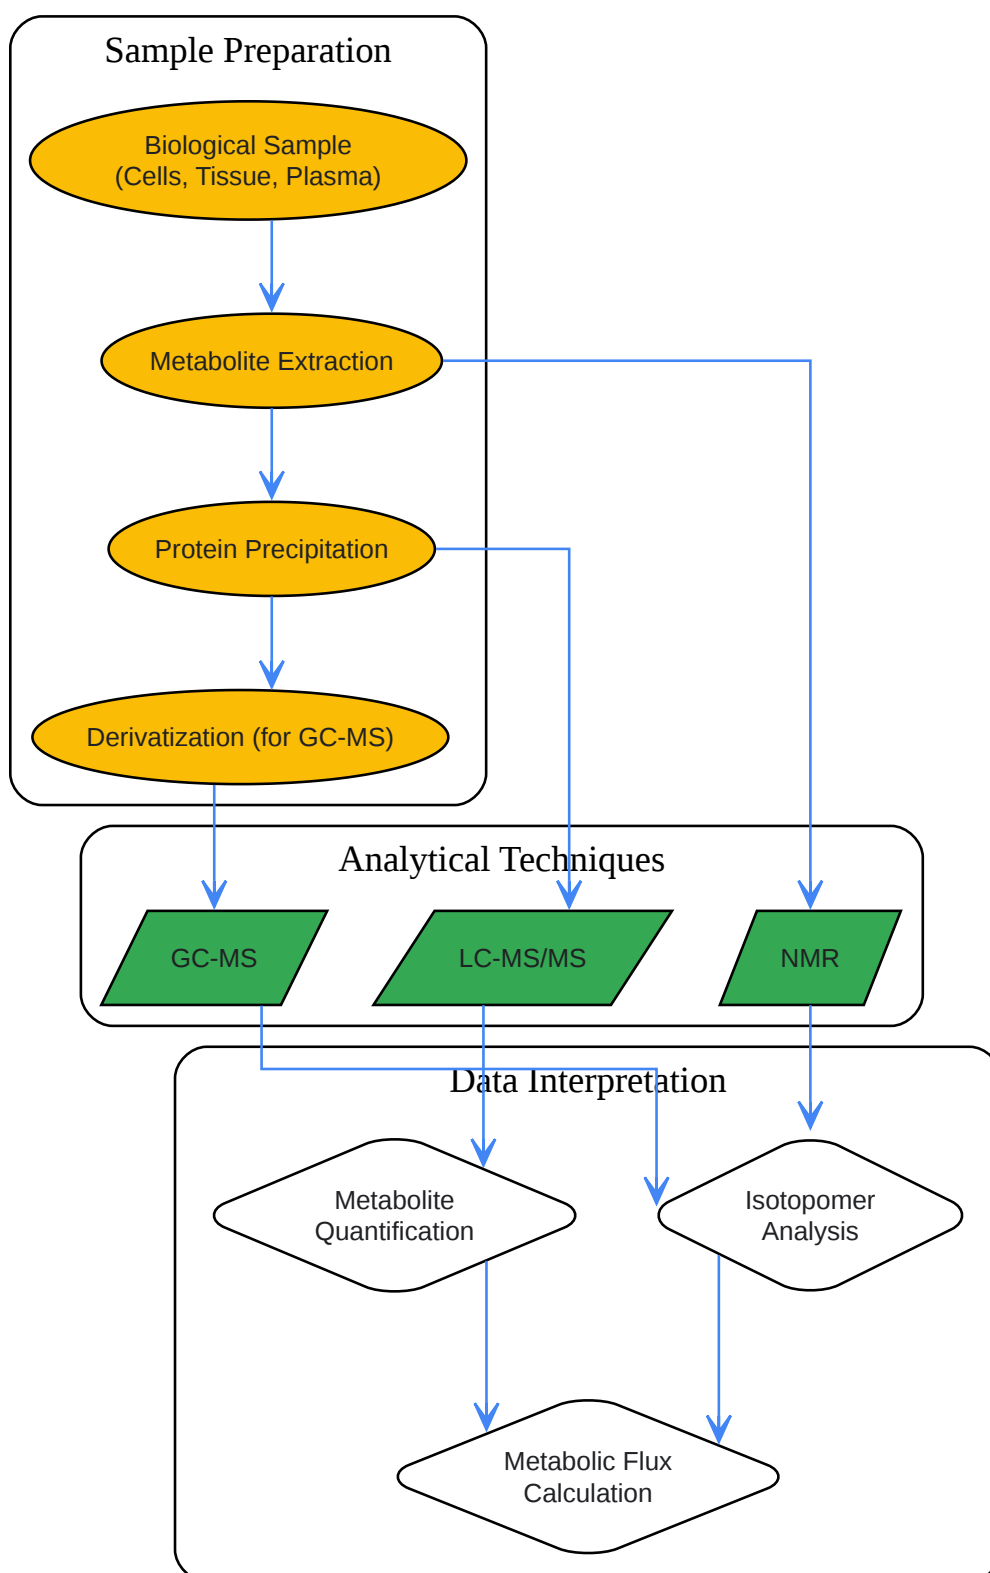 Sample Preparation
Biological Sample
(Cells, Tissue, Plasma)
Metabolite Extraction
Protein Precipitation
Derivatization (for GC-MS)
Analytical Techniques
GC-MS
LC-MS/MS
NMR
Data Interpretation
Metabolite
Quantification
Isotopomer
Analysis
Metabolic Flux
Calculation